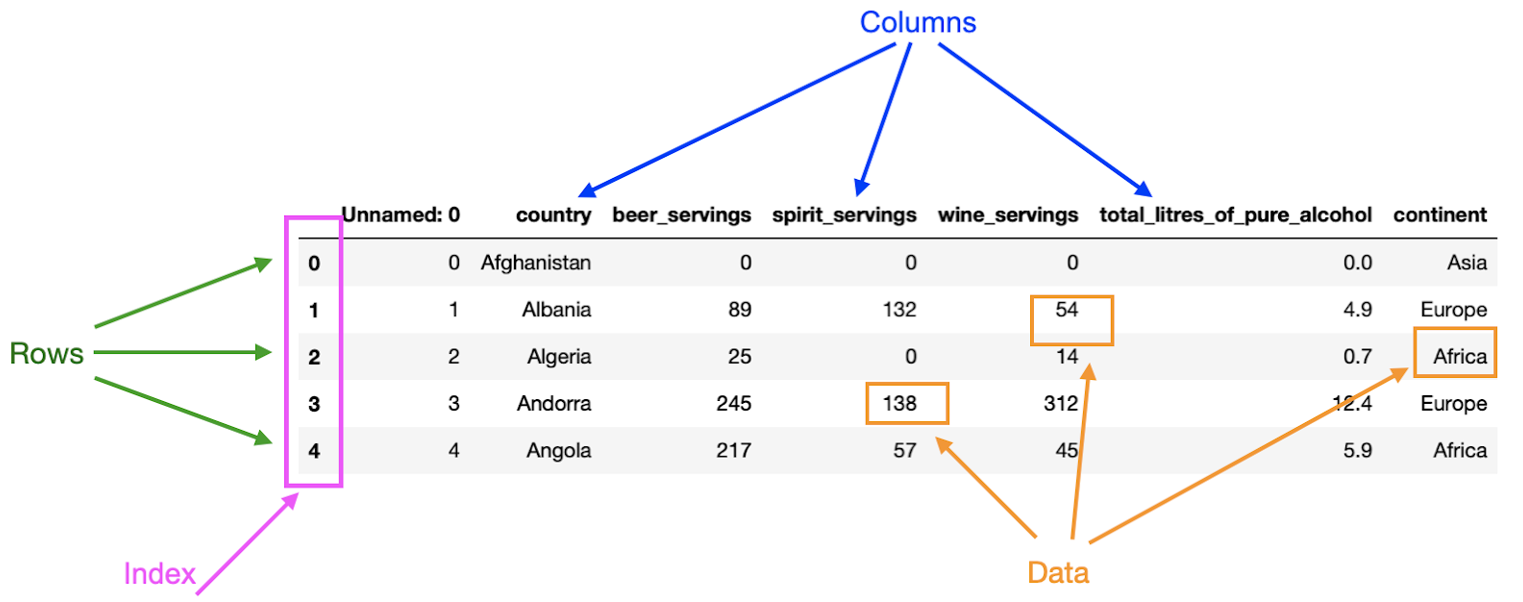 Columns
Unnamed: 0 country beer_servings spirit_servings wine_servings total_litres_of_pure_alcohol continent
0 0 Afghanistan 0 0 0 0.0 Asia
1 1 Albania 89 132 54 4.9 Europe
Rows
2 2 Algeria 25 0 14 0.7 Africa
3 3 Andorra 245 138 312 12.4 Europe
4 4 Angola 217 57 45 5.9 Africa
Index
Data